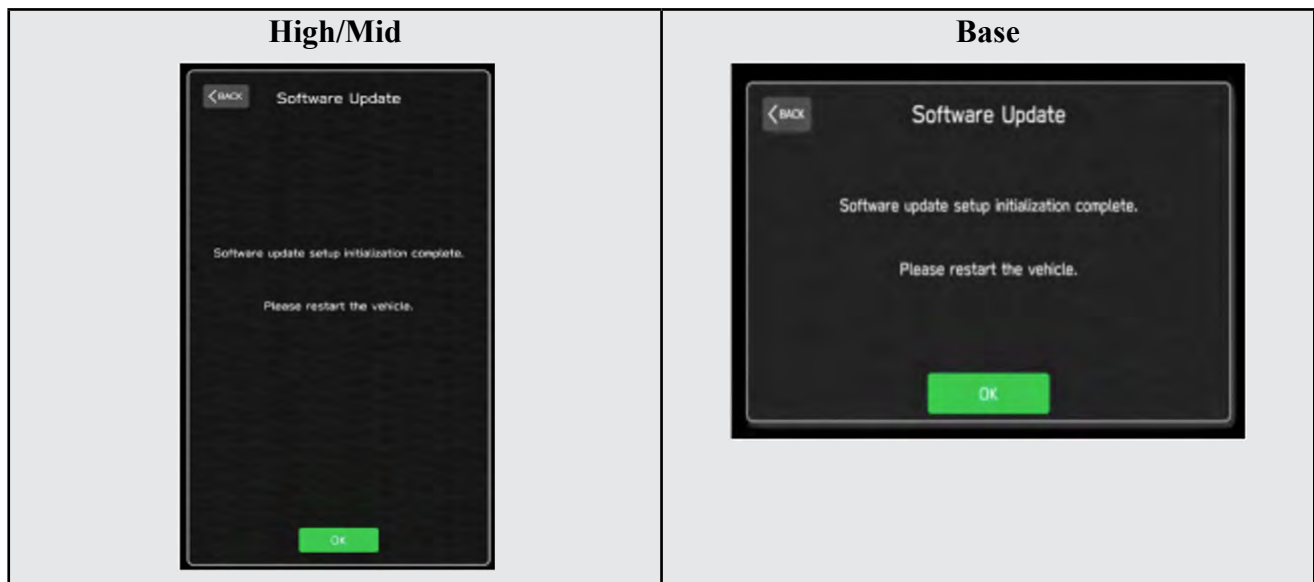 High/Mid
BACK
Software Update
Software update setup initialization complete.
Please restart the vehicle.
OK
Base
BACK
Software Update
Software update setup initialization complete.
Please restart the vehicle.
OK